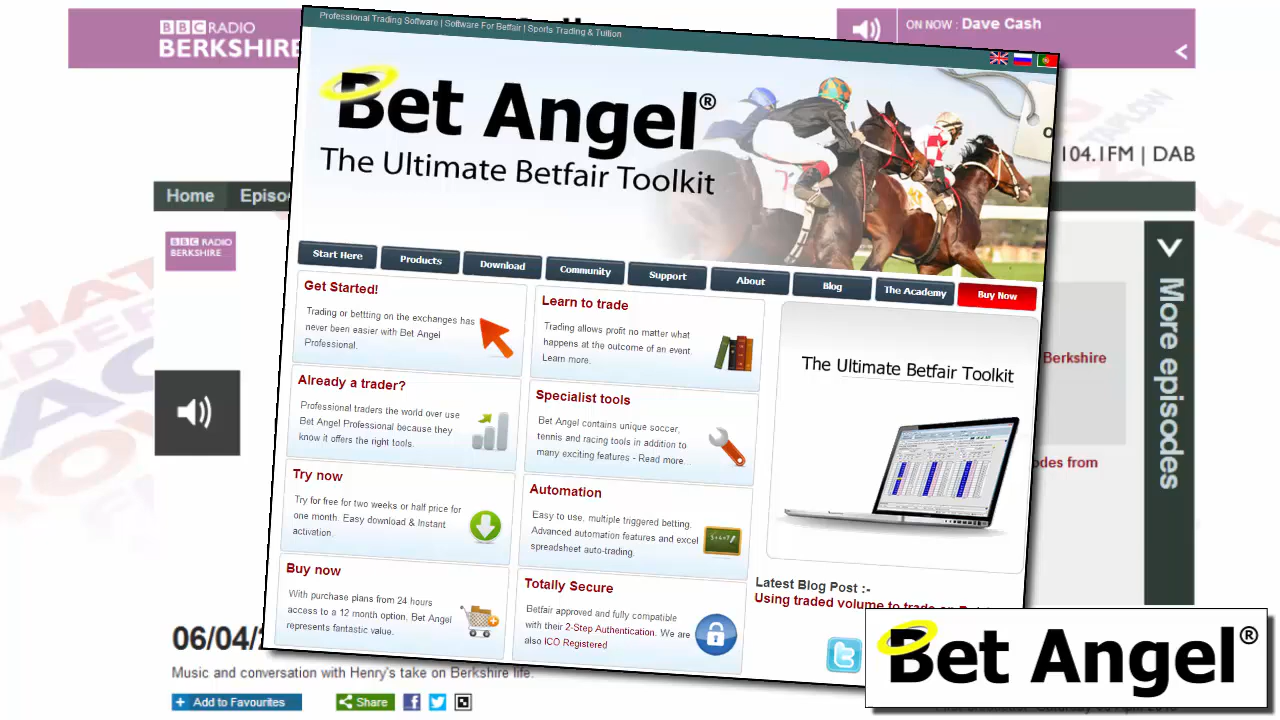 BBC RADIO
BERKSHIRE
ON NOW : Dave Cash
104.1FM | DAB
Home
BBC RADIO
BERKSHIRE
More episodes
Berkshire
odes from
06/04/
Music and conversation with Henry's take on Berkshire life.
Add to Favourites
Share
Professional Trading Software | Software For Betfair | Sports Trading & Tuition
Bet Angel®
The Ultimate Betfair Toolkit
Start Here
Products
Download
Community
Support
About
Blog
The Academy
Buy Now
Get Started!
Trading or bettting on the exchanges has
never been easier with Bet Angel
Professional.
Learn to trade
Trading allows profit no matter what
happens at the outcome of an event.
Learn more.
Already a trader?
Professional traders the world over use
Bet Angel Professional because they
know it offers the right tools.
Specialist tools
Bet Angel contains unique soccer,
tennis and racing tools in addition to
many exciting features - Read more...
Try now
Try for free for two weeks or half price for
one month. Easy download & Instant
activation.
Automation
Easy to use, multiple triggered betting.
Advanced automation features and excel
spreadsheet auto-trading.
Buy now
With purchase plans from 24 hours
access to a 12 month option, Bet Angel
represents fantastic value.
Totally Secure
Betfair approved and fully compatible
with their 2-Step Authentication. We are
also ICO Registered
The Ultimate Betfair Toolkit
Latest Blog Post :-
Using traded volume to trade on
Bet Angel®